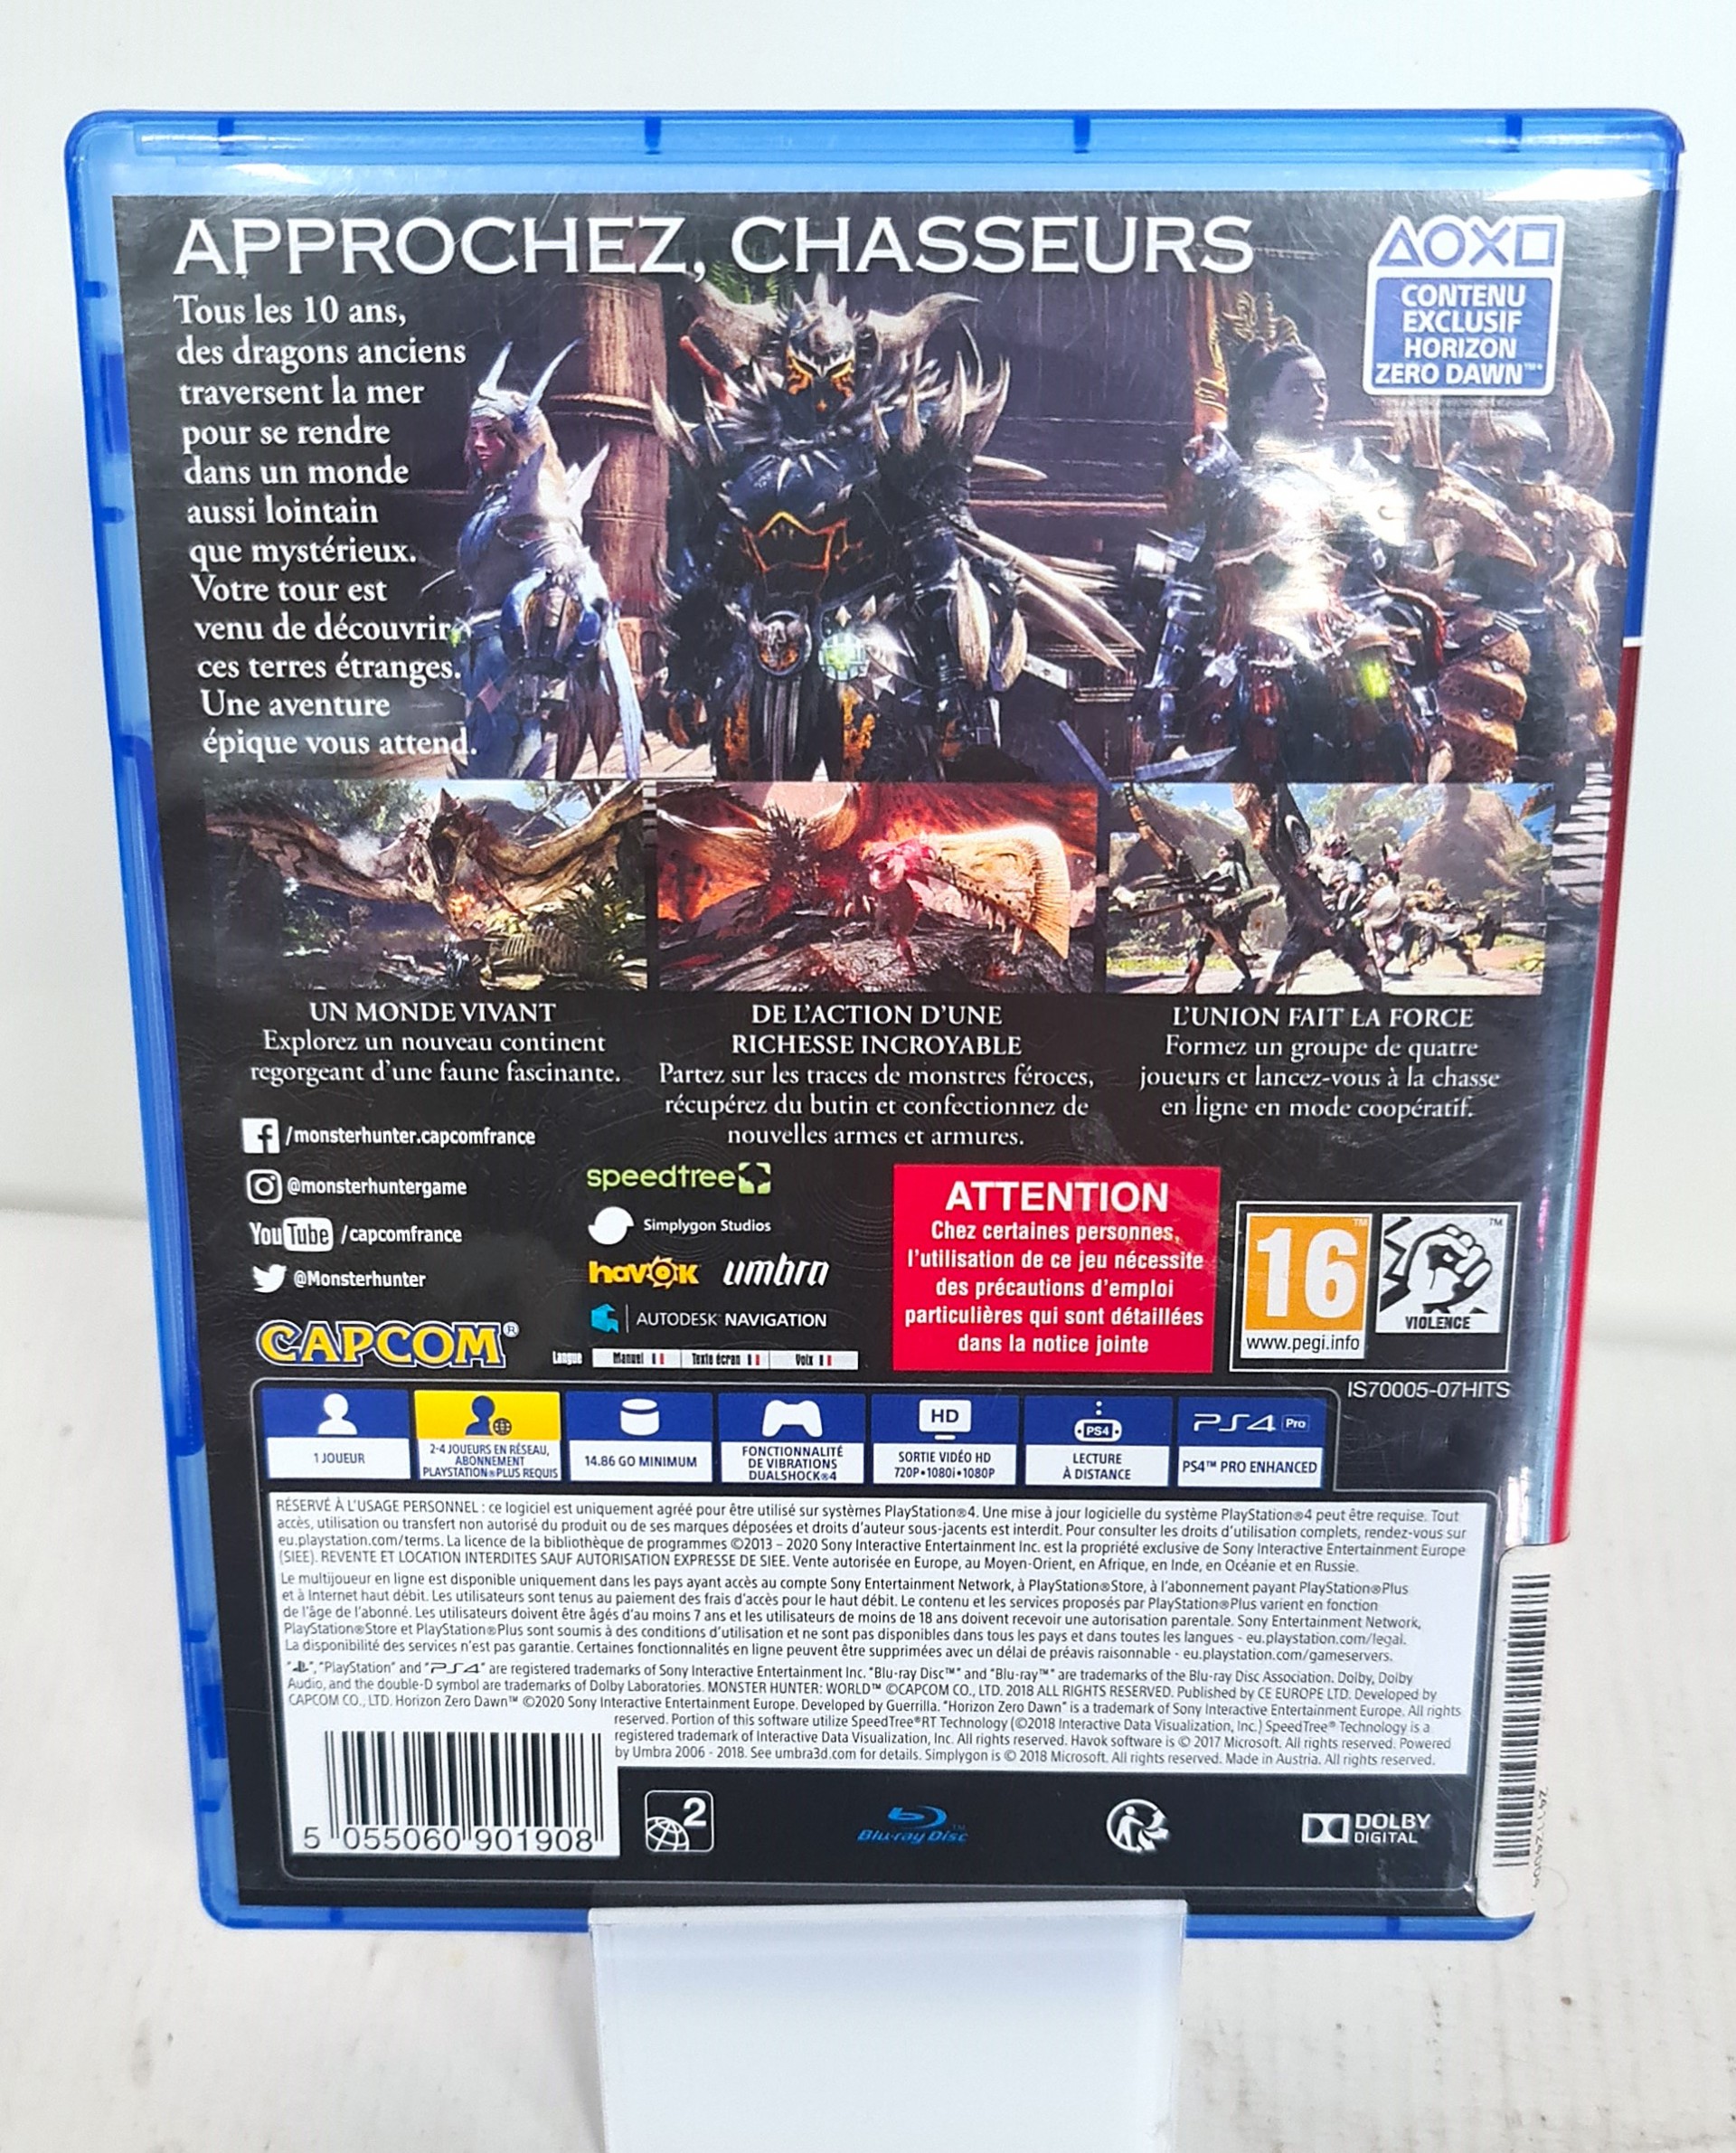 APPROCHEZ, CHASSEURS
Tous les 10 ans,
des dragons anciens
traversent la mer
pour se rendre
dans un monde
aussi lointain
que mystérieux.
Votre tour est
venu de découvrir
ces terres étranges.
Une aventure
épique vous attend.
CONTENU
EXCLUSIF
HORIZON
ZERO DAWN™*
UN MONDE VIVANT
Explorez un nouveau continent
regorgeant d'une faune fascinante.
DE L'ACTION D'UNE
RICHESSE INCROYABLE
Partez sur les traces de monstres féroces,
récupérez du butin et confectionnez de
nouvelles armes et armures.
L'UNION FAIT LA FORCE
Formez un groupe de quatre
joueurs et lancez-vous à la chasse
en ligne en mode coopératif.
/monsterhunter.capcomfrance
@monsterhuntergame
YouTube /capcomfrance
@Monsterhunter
CAPCOM®
speedtree
Simplygon Studios
havok umbra
AUTODESK NAVIGATION
Langue Manuel Texte écran Voix
ATTENTION
Chez certaines personnes,
l'utilisation de ce jeu nécessite
des précautions d'emploi
particulières qui sont détaillées
dans la notice jointe
16™
www.pegi.info
™
VIOLENCE
IS70005-07HITS
1 JOUEUR
2-4 JOUEURS EN RÉSEAU,
ABONNEMENT
PLAYSTATION®PLUS REQUIS
14.86 GO MINIMUM
FONCTIONNALITÉ
DE VIBRATIONS
DUALSHOCK®4
HD
SORTIE VIDÉO HD
720P•1080i•1080P
PS4
LECTURE
À DISTANCE
PS4 Pro
PS4™ PRO ENHANCED
RÉSERVÉ À L'USAGE PERSONNEL : ce logiciel est uniquement agréé pour être utilisé sur systèmes PlayStation®4. Une mise à jour logicielle du système PlayStation®4 peut être requise. Tout
accès, utilisation ou transfert non autorisé du produit ou de ses marques déposées et droits d'auteur sous-jacents est interdit. Pour consulter les droits d'utilisation complets, rendez-vous sur
eu.playstation.com/terms. La licence de la bibliothèque de programmes ©2013 – 2020 Sony Interactive Entertainment Inc. est la propriété exclusive de Sony Interactive Entertainment Europe
(SIEE). REVENTE ET LOCATION INTERDITES SAUF AUTORISATION EXPRESSE DE SIEE. Vente autorisée en Europe, au Moyen-Orient, en Afrique, en Inde, en Océanie et en Russie.
Le multijoueur en ligne est disponible uniquement dans les pays ayant accès au compte Sony Entertainment Network, à PlayStation®Store, à l'abonnement payant PlayStation®Plus
et à Internet haut débit. Les utilisateurs sont tenus au paiement des frais d'accès pour le haut débit. Le contenu et les services proposés par PlayStation®Plus varient en fonction
de l'âge de l'abonné. Les utilisateurs doivent être âgés d'au moins 7 ans et les utilisateurs de moins de 18 ans doivent recevoir une autorisation parentale. Sony Entertainment Network,
PlayStation®Store et PlayStation®Plus sont soumis à des conditions d'utilisation et ne sont pas disponibles dans tous les pays et dans toutes les langues - eu.playstation.com/legal.
La disponibilité des services n'est pas garantie. Certaines fonctionnalités en ligne peuvent être supprimées avec un délai de préavis raisonnable - eu.playstation.com/gameservers.
"", "PlayStation" and "PS4" are registered trademarks of Sony Interactive Entertainment Inc. "Blu-ray Disc™" and "Blu-ray™" are trademarks of the Blu-ray Disc Association. Dolby, Dolby
Audio, and the double-D symbol are trademarks of Dolby Laboratories. MONSTER HUNTER: WORLD™ ©CAPCOM CO., LTD. 2018 ALL RIGHTS RESERVED. Published by CE EUROPE LTD. Developed by
CAPCOM CO., LTD. Horizon Zero Dawn™ ©2020 Sony Interactive Entertainment Europe. Developed by Guerrilla. "Horizon Zero Dawn" is a trademark of Sony Interactive Entertainment Europe. All rights
reserved. Portion of this software utilize SpeedTree®RT Technology (©2018 Interactive Data Visualization, Inc.) SpeedTree® Technology is a
registered trademark of Interactive Data Visualization, Inc. All rights reserved. Havok software is © 2017 Microsoft. All rights reserved. Powered
by Umbra 2006 - 2018. See umbra3d.com for details. Simplygon is © 2018 Microsoft. All rights reserved. Made in Austria. All rights reserved.
5 055060 901908
2
Blu-ray Disc™
DOLBY
DIGITAL